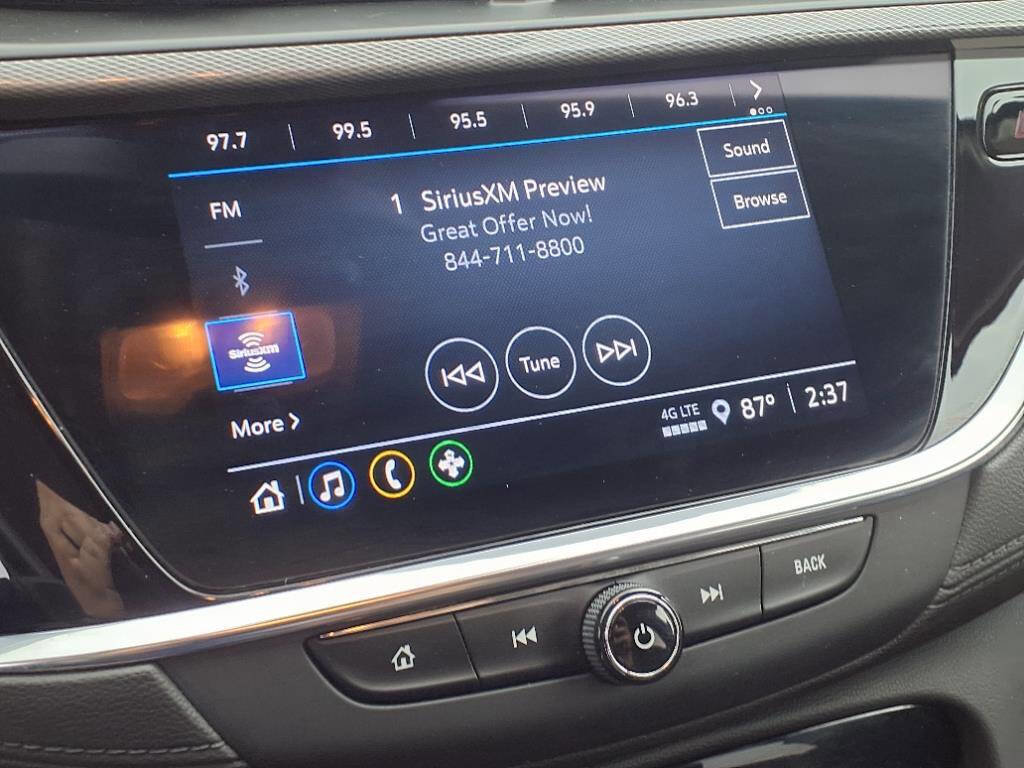 97.7 99.5 95.5 95.9 96.3
Sound
FM
1 SiriusXM Preview
Browse
Great Offer Now!
844-711-8800
SiriusXM
Tune
More
4G LTE 87° 2:37
BACK